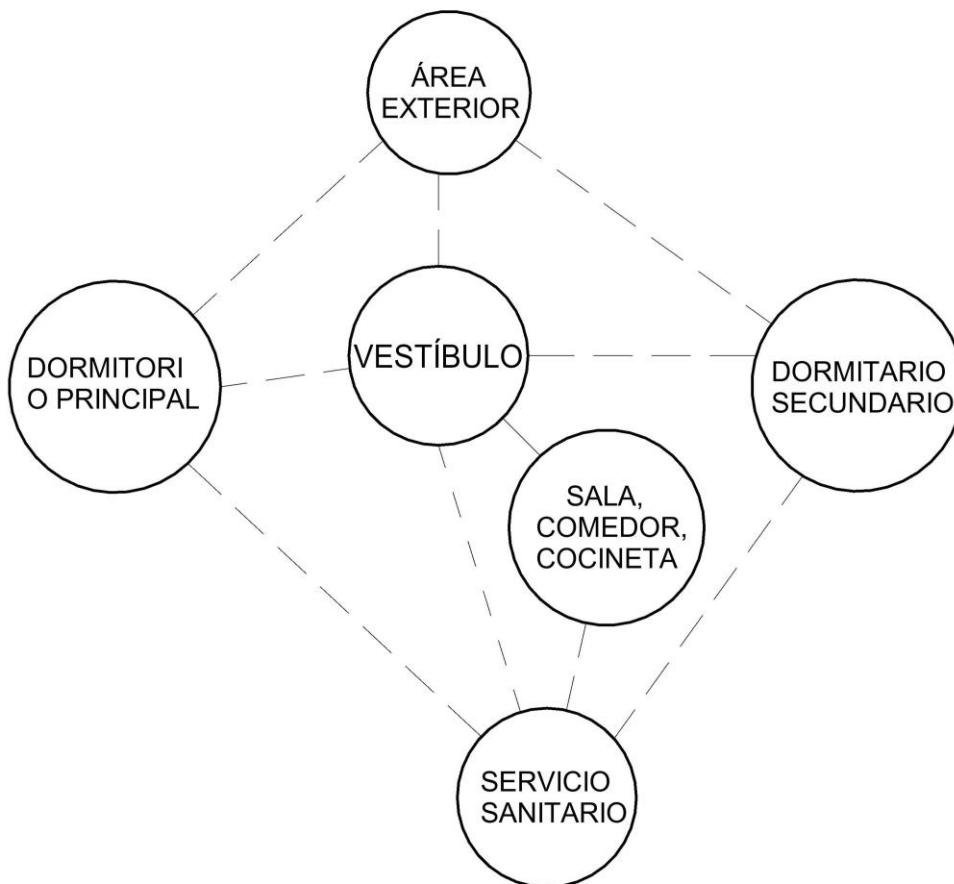 ÁREA
EXTERIOR
VESTÍBULO
DORMITORI
O PRINCIPAL
DORMITARIO
SECUNDARIO
SALA,
COMEDOR,
COCINETA
SERVICIO
SANITARIO